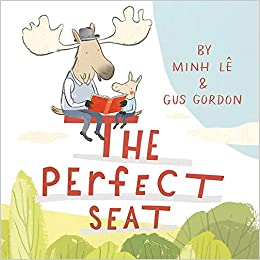 BY
MINH LÊ
&
GUS GORDON
THE
PERFECT
SEAT